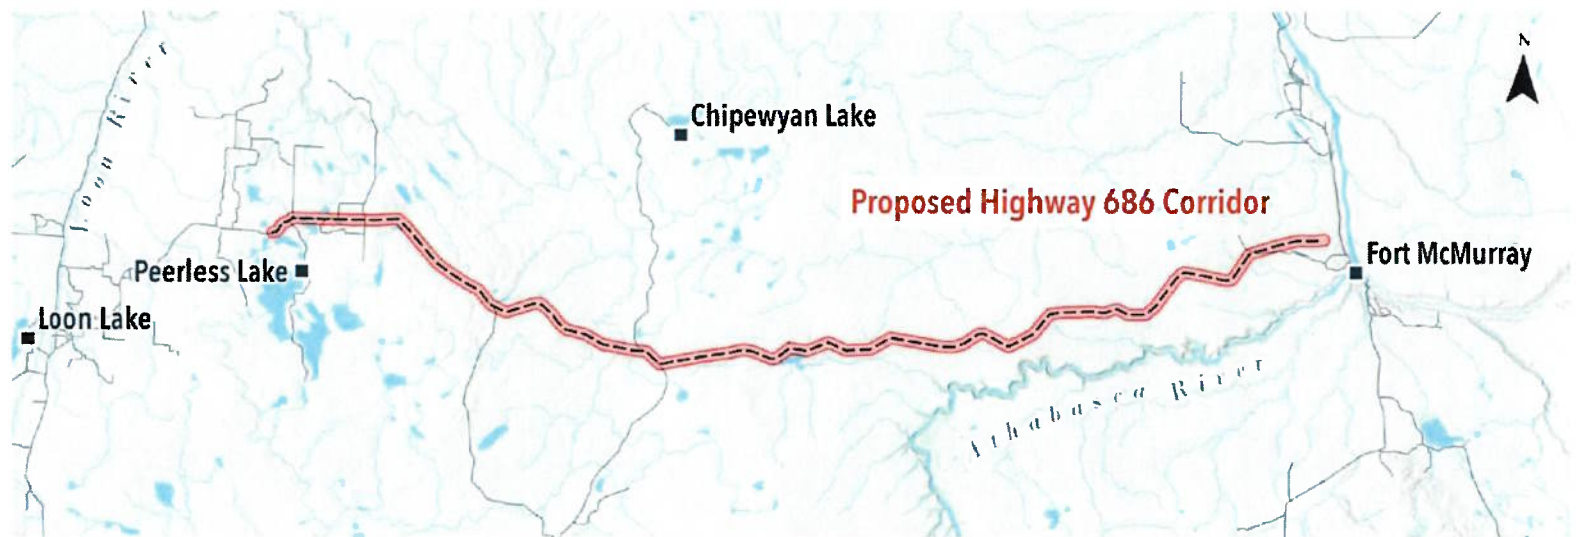 N
Loon River
Chipewyan Lake
Proposed Highway 686 Corridor
Fort McMurray
Peerless Lake
Loon Lake
Athabasca River